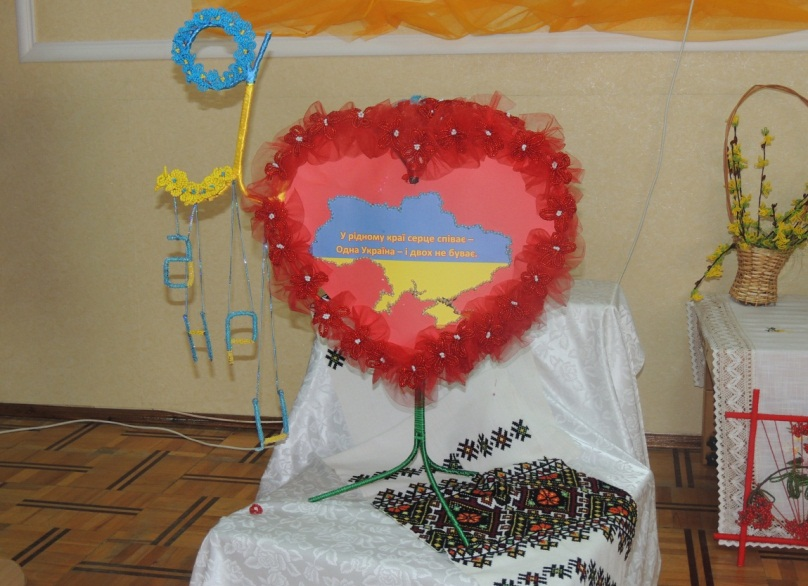 У рідному краї серце співає –
Одна Україна – і двох не буває.